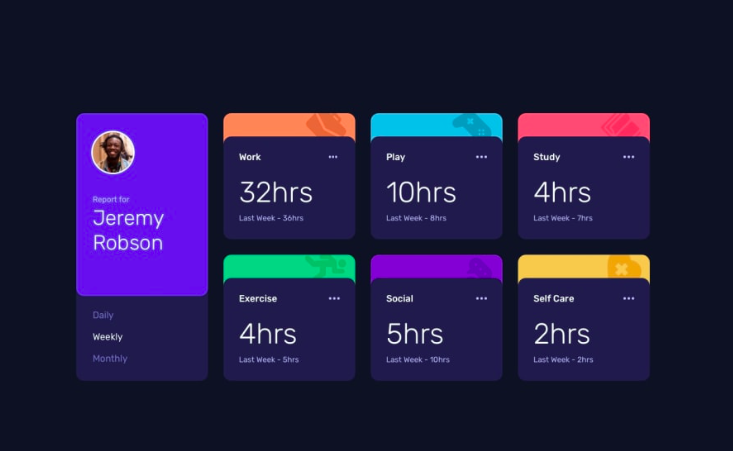 Report for
Jeremy
Robson
Daily
Weekly
Monthly
Work
32hrs
Last Week - 36hrs
Play
10hrs
Last Week - 8hrs
Study
4hrs
Last Week - 7hrs
Exercise
4hrs
Last Week - 5hrs
Social
5hrs
Last Week - 10hrs
Self Care
2hrs
Last Week - 2hrs